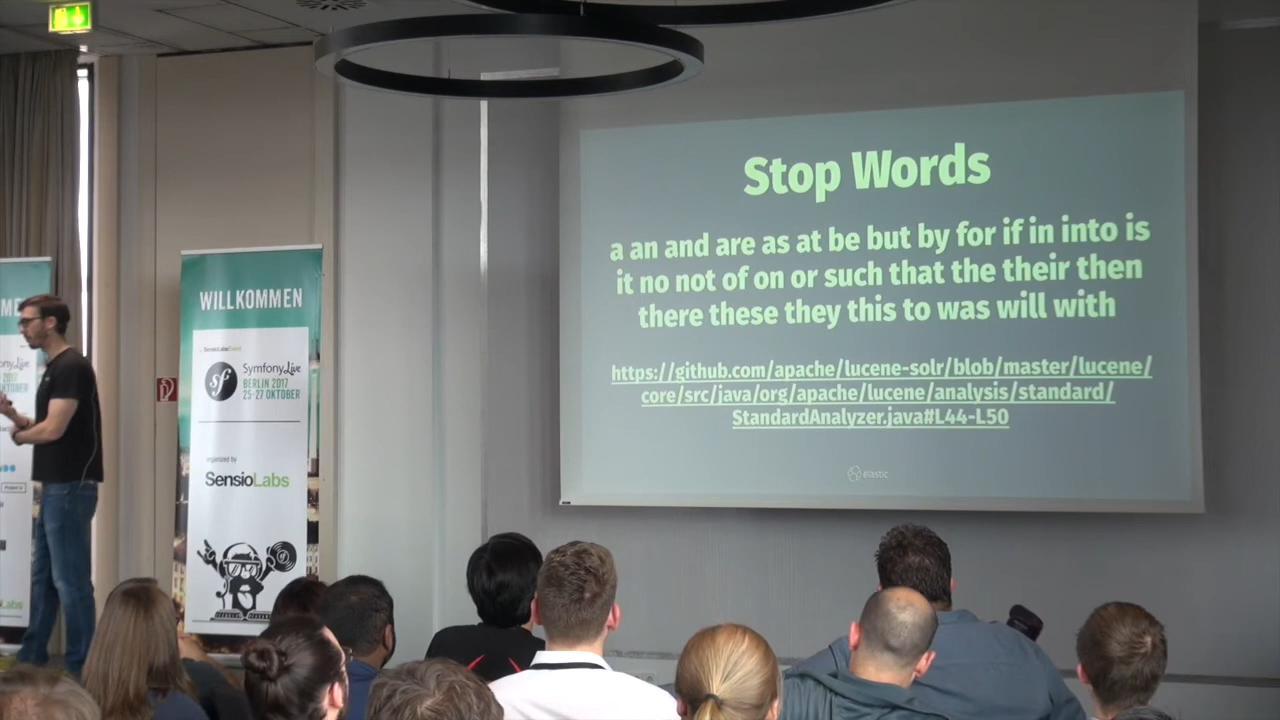 Stop Words
a an and are as at be but by for if in into is
it no not of on or such that the their then
there these they this to was will with
https://github.com/apache/lucene-solr/blob/master/lucene/
core/src/java/org/apache/lucene/analysis/standard/
StandardAnalyzer.java#L44-L50
elastic
WILLKOMMEN
SensioLabsEvent
sf
SymfonyLive
BERLIN 2017
25-27 OKTOBER
organized by
SensioLabs